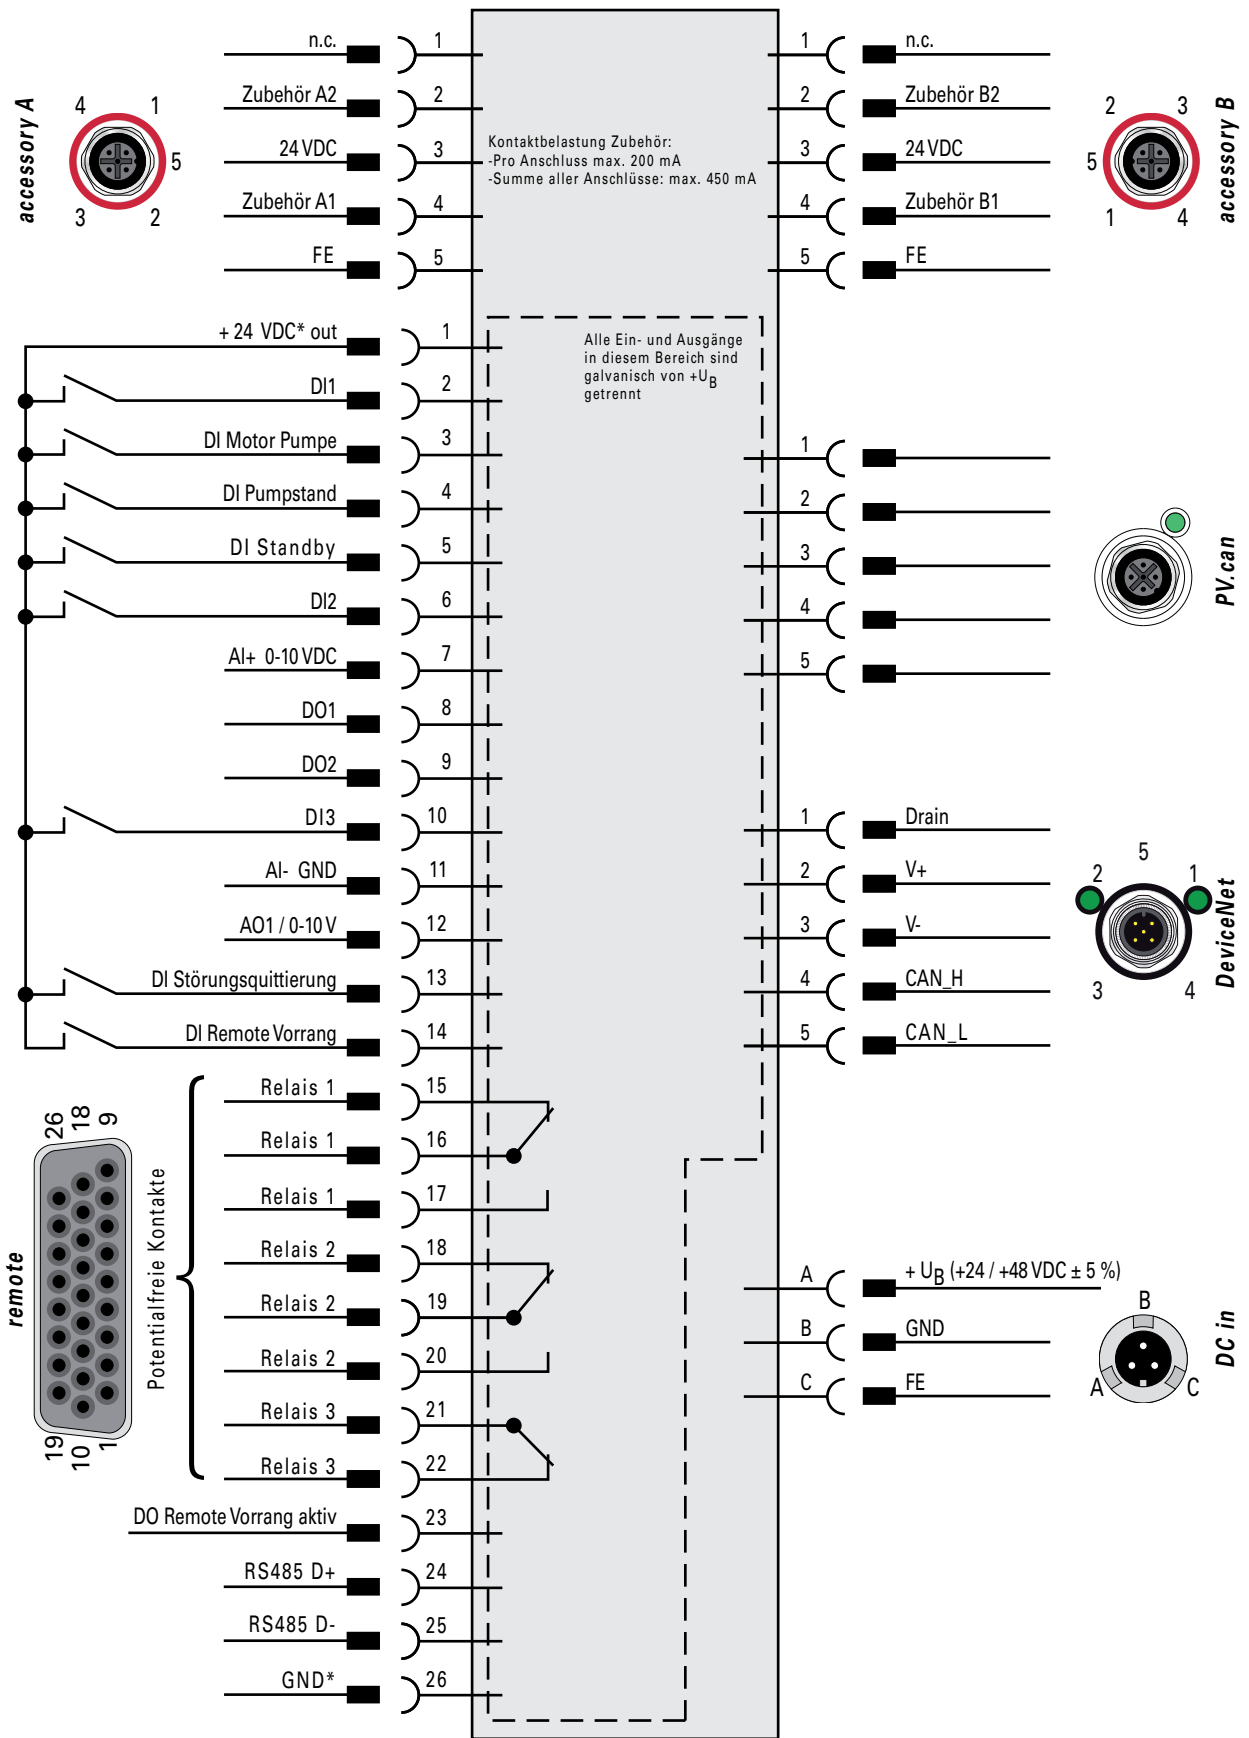 accessory A
4 1
5
3 2
n.c. 1
Zubehör A2 2
24 VDC 3
Zubehör A1 4
FE 5
Kontaktbelastung Zubehör:
-Pro Anschluss max. 200 mA
-Summe aller Anschlüsse: max. 450 mA
1 n.c.
2 Zubehör B2
3 24 VDC
4 Zubehör B1
5 FE
2 3
5
1 4
accessory B
+ 24 VDC* out 1
DI1 2
DI Motor Pumpe 3
DI Pumpstand 4
DI Standby 5
DI2 6
AI+ 0-10 VDC 7
DO1 8
DO2 9
DI3 10
AI- GND 11
AO1 / 0-10 V 12
DI Störungsquittierung 13
DI Remote Vorrang 14
Relais 1 15
Relais 1 16
Relais 1 17
Relais 2 18
Relais 2 19
Relais 2 20
Relais 3 21
Relais 3 22
DO Remote Vorrang aktiv 23
RS485 D+ 24
RS485 D- 25
GND* 26
Potentialfreie Kontakte
remote
26 18 9
19 10 1
Alle Ein- und Ausgänge
in diesem Bereich sind
galvanisch von +UB
getrennt
1
2
3
4
5
PV.can
1 Drain
2 V+
3 V-
4 CAN_H
5 CAN_L
5
2 1
3 4
DeviceNet
A + UB (+24 / +48 VDC ± 5 %)
B GND
C FE
B
A C
DC in